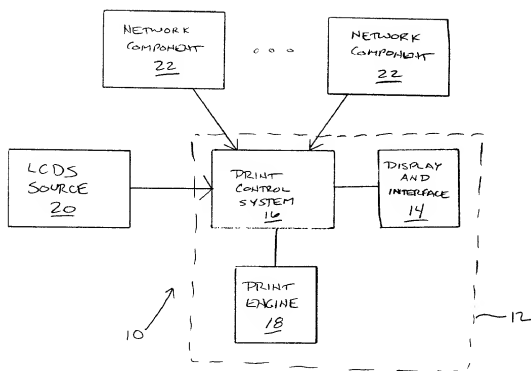 NETWORK
COMPONENT
22
NETWORK
COMPONENT
22
LCDS
SOURCE
20
PRINT
CONTROL
SYSTEM
16
DISPLAY
AND
INTERFACE
14
PRINT
ENGINE
18
10
12